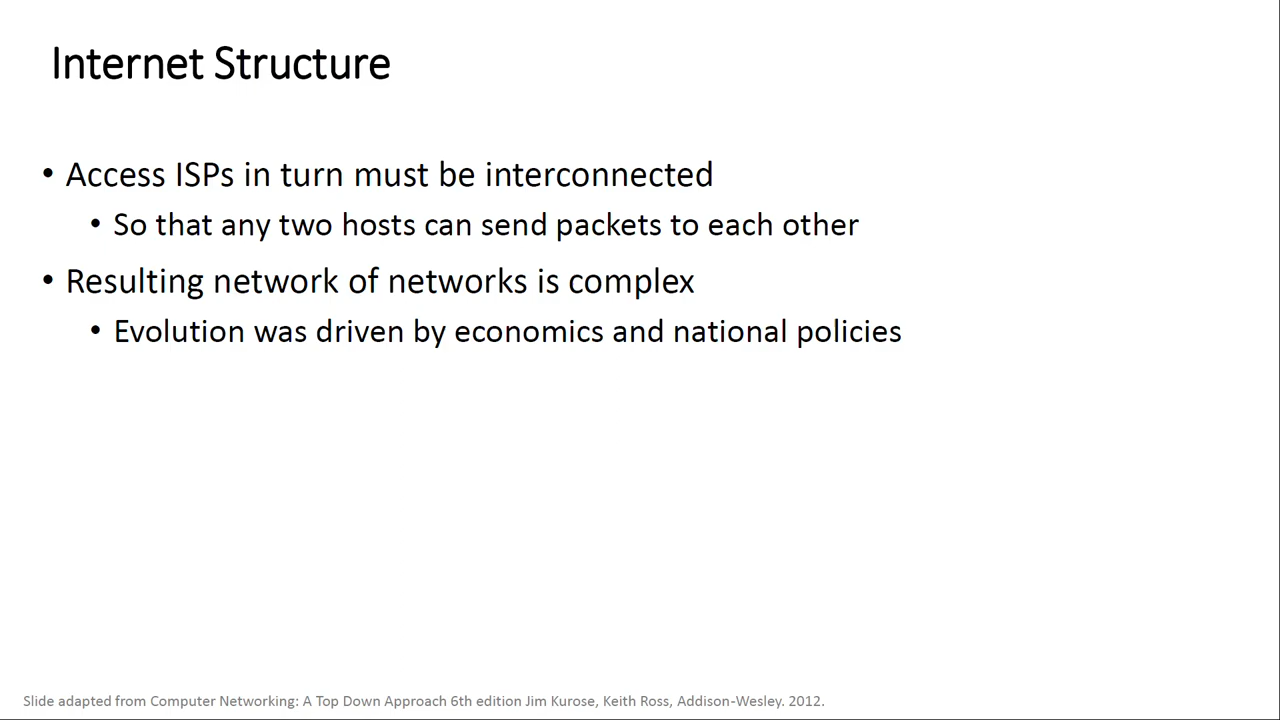 Internet Structure
• Access ISPs in turn must be interconnected
• So that any two hosts can send packets to each other
• Resulting network of networks is complex
• Evolution was driven by economics and national policies
Slide adapted from Computer Networking: A Top Down Approach 6th edition Jim Kurose, Keith Ross, Addison-Wesley. 2012.